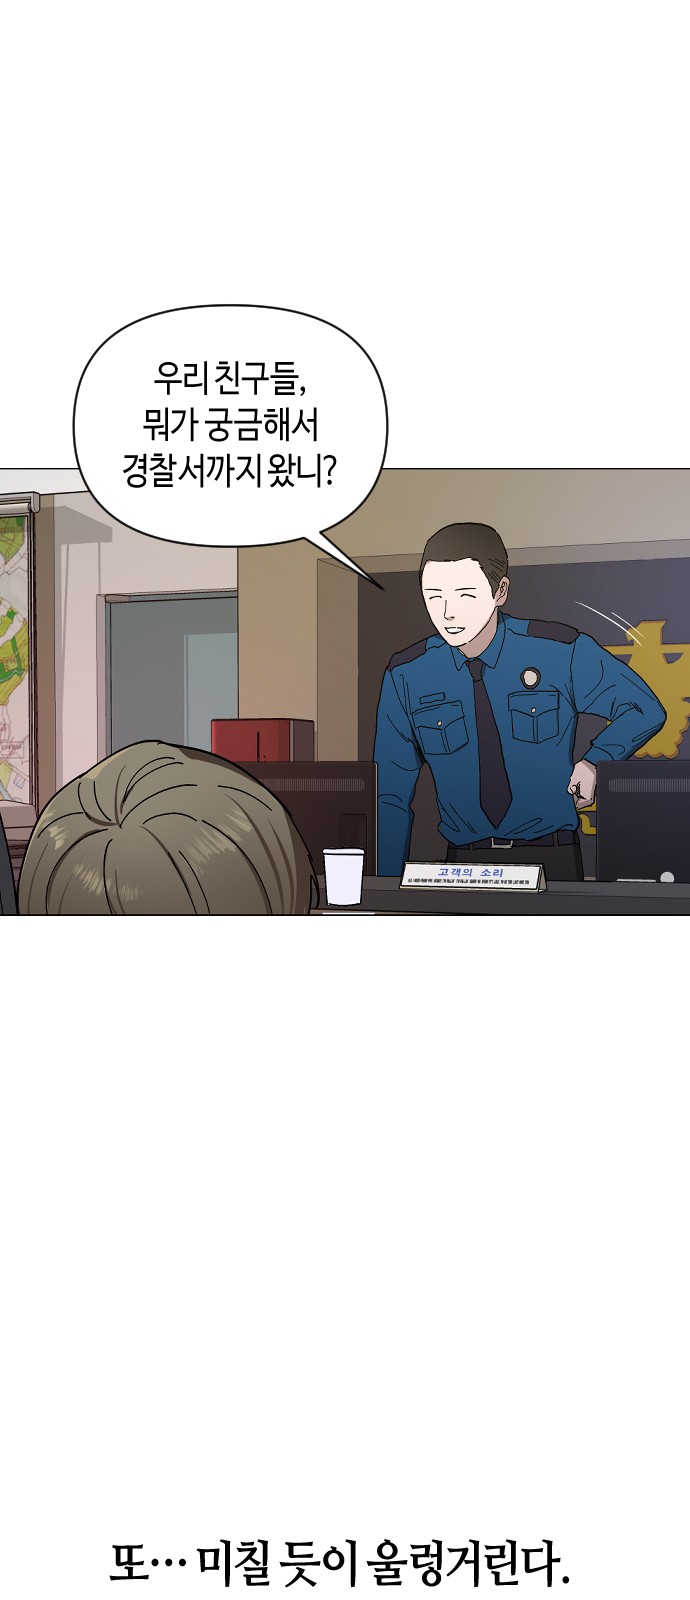 우리 친구들,
뭐가 궁금해서
경찰서까지 왔니?
고객의 소리
또… 미칠 듯이 울렁거린다.